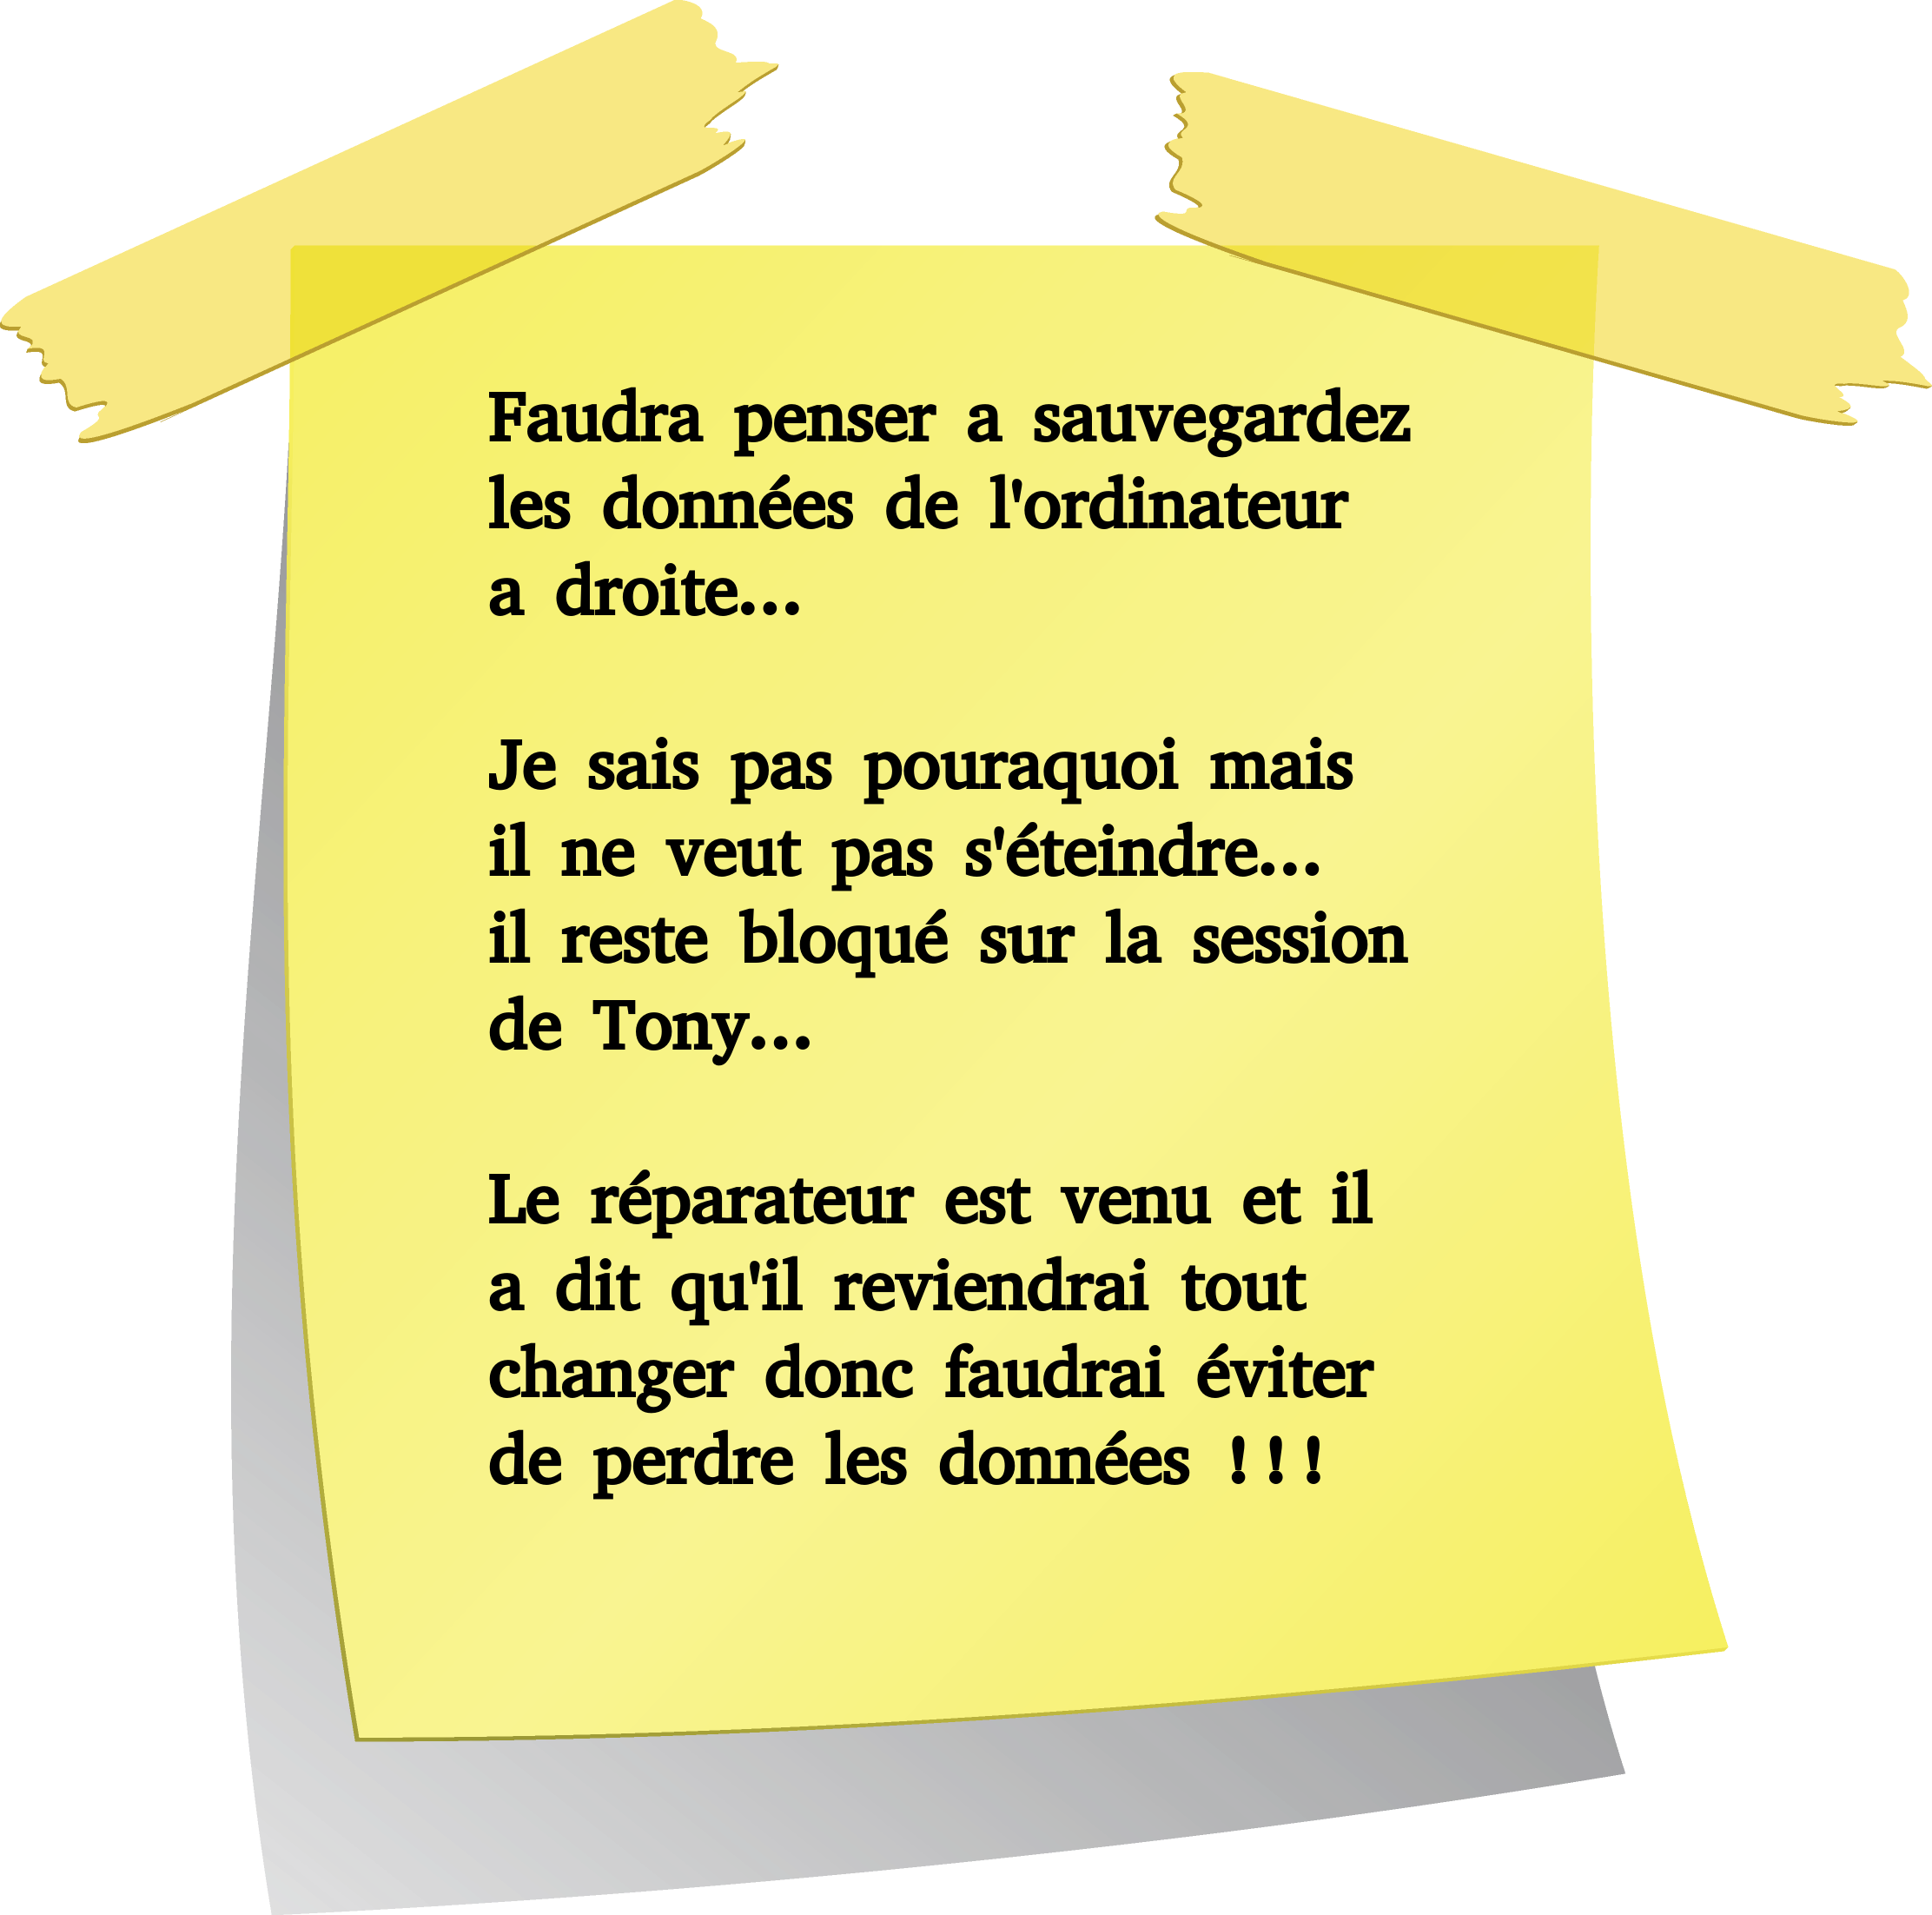 Faudra penser a sauvegardez
les données de l'ordinateur
a droite...
Je sais pas pouraquoi mais
il ne veut pas s'éteindre...
il reste bloqué sur la session
de Tony...
Le réparateur est venu et il
a dit qu'il reviendrai tout
changer donc faudrai éviter
de perdre les données !!!